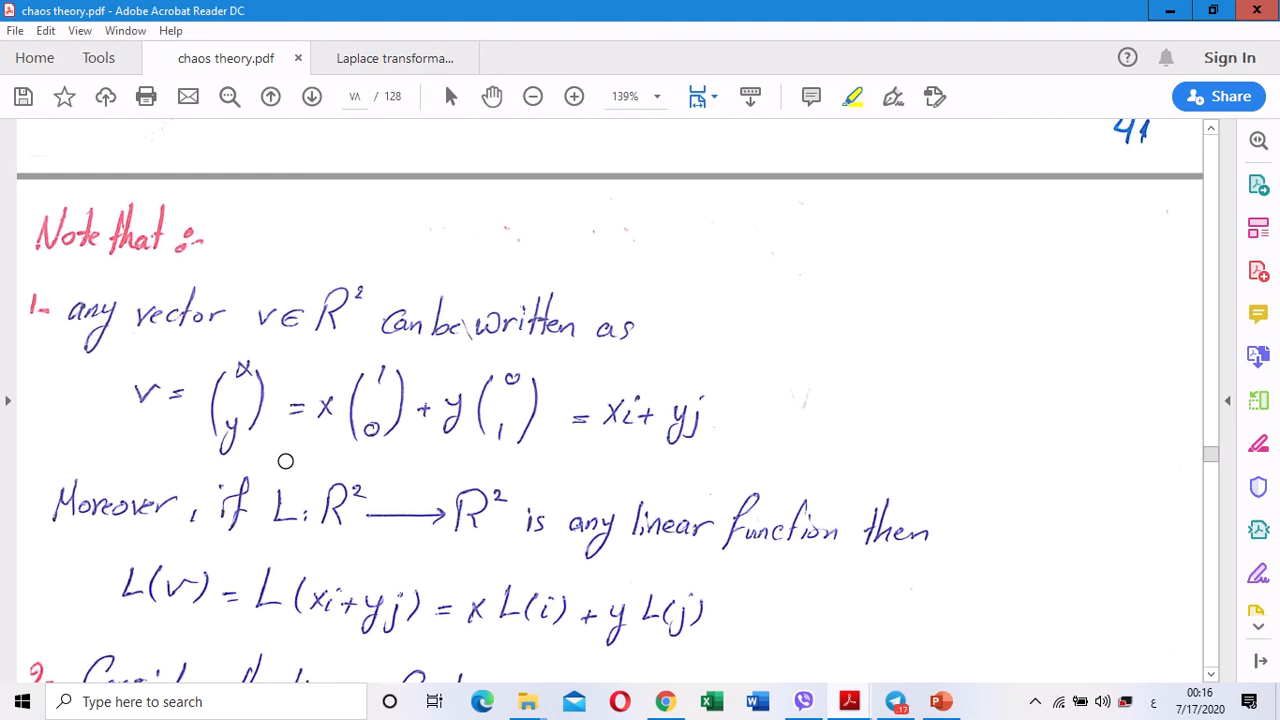 chaos theory.pdf - Adobe Acrobat Reader DC
File Edit View Window Help
Home Tools chaos theory.pdf × Laplace transforma... Sign In
٧٨ / 128 139% Share
41
Note that :-
1- any vector v ∈ R² can be written as
v = (x y) = x (1 0) + y (0 1) = xi + yj
Moreover, if L: R² ⟶ R² is any linear function then
L(v) = L(xi+yj) = x L(i) + y L(j)
2-
Type here to search
.17
ع
00:16
7/17/2020